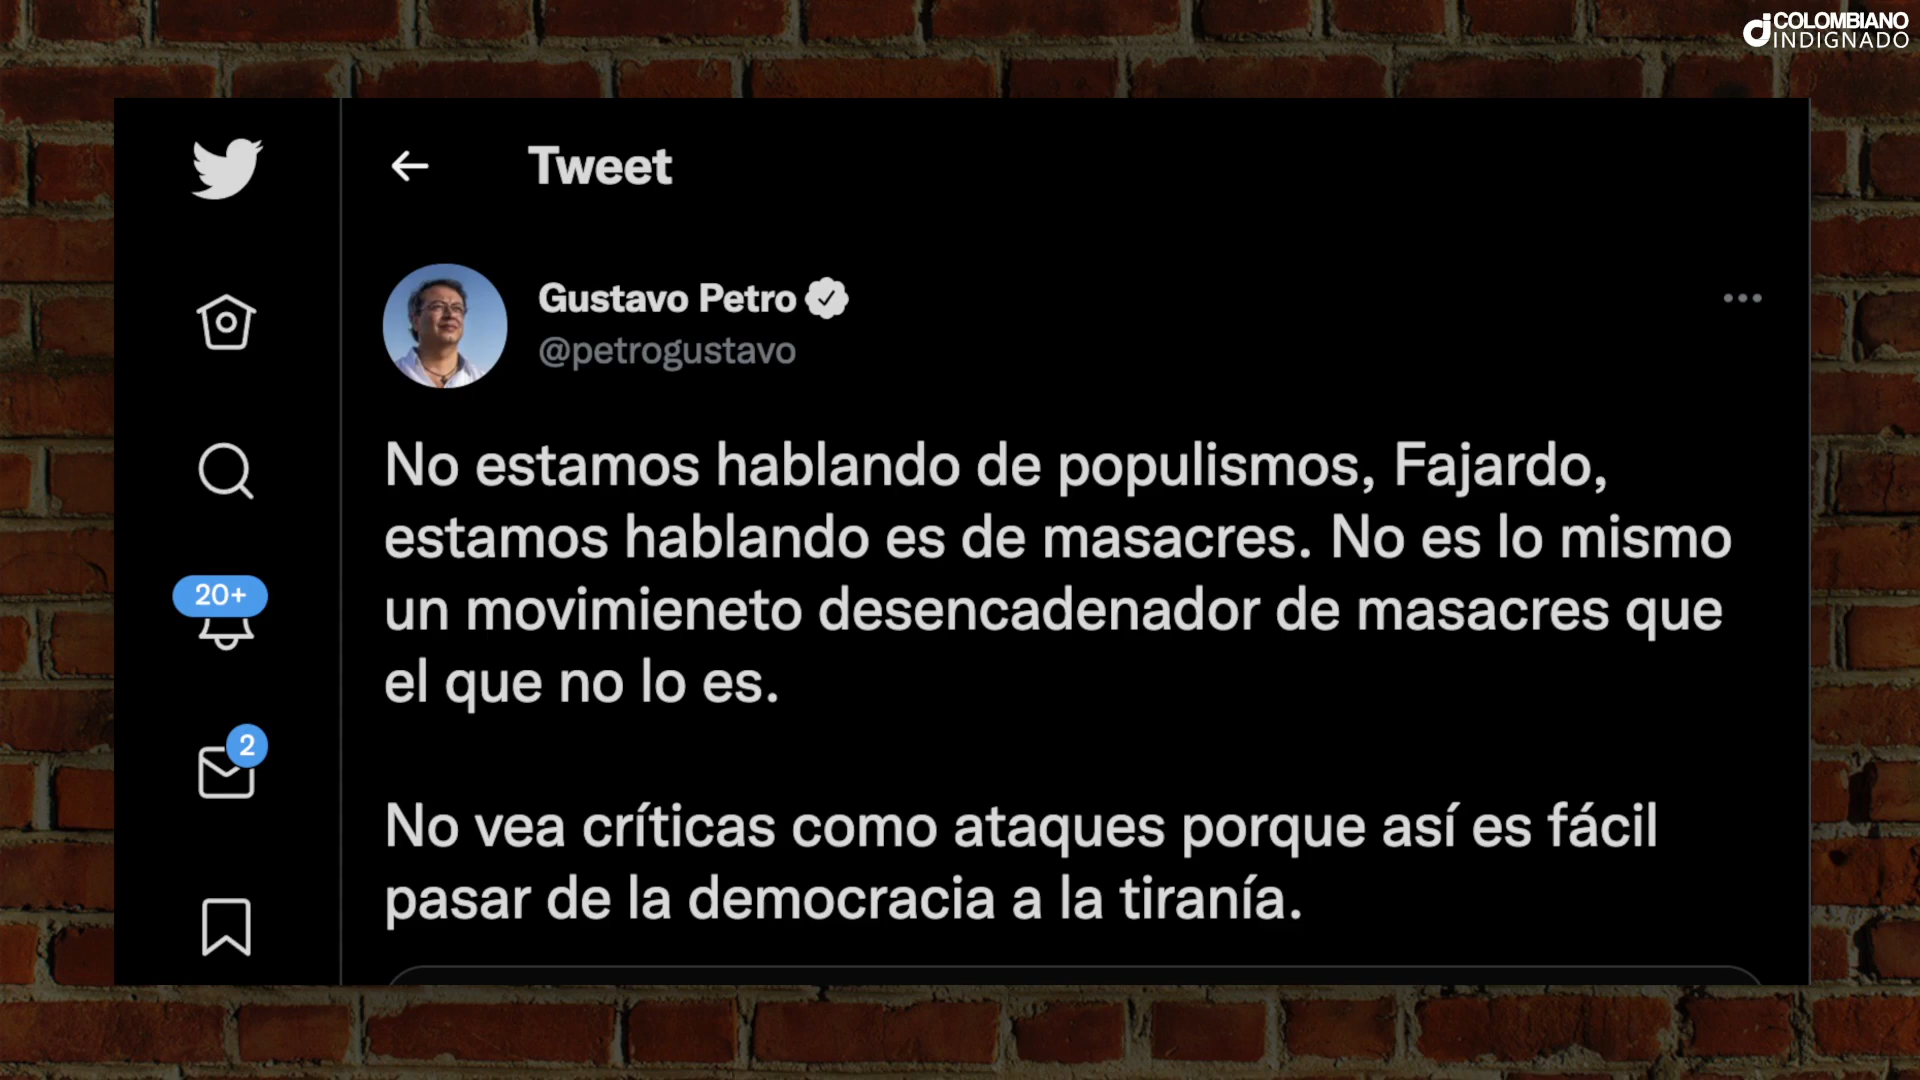 COLOMBIANO
INDIGNADO
Tweet
Gustavo Petro
@petrogustavo
No estamos hablando de populismos, Fajardo,
estamos hablando es de masacres. No es lo mismo
un movimieneto desencadenador de masacres que
el que no lo es.
No vea críticas como ataques porque así es fácil
pasar de la democracia a la tiranía.
20+
2